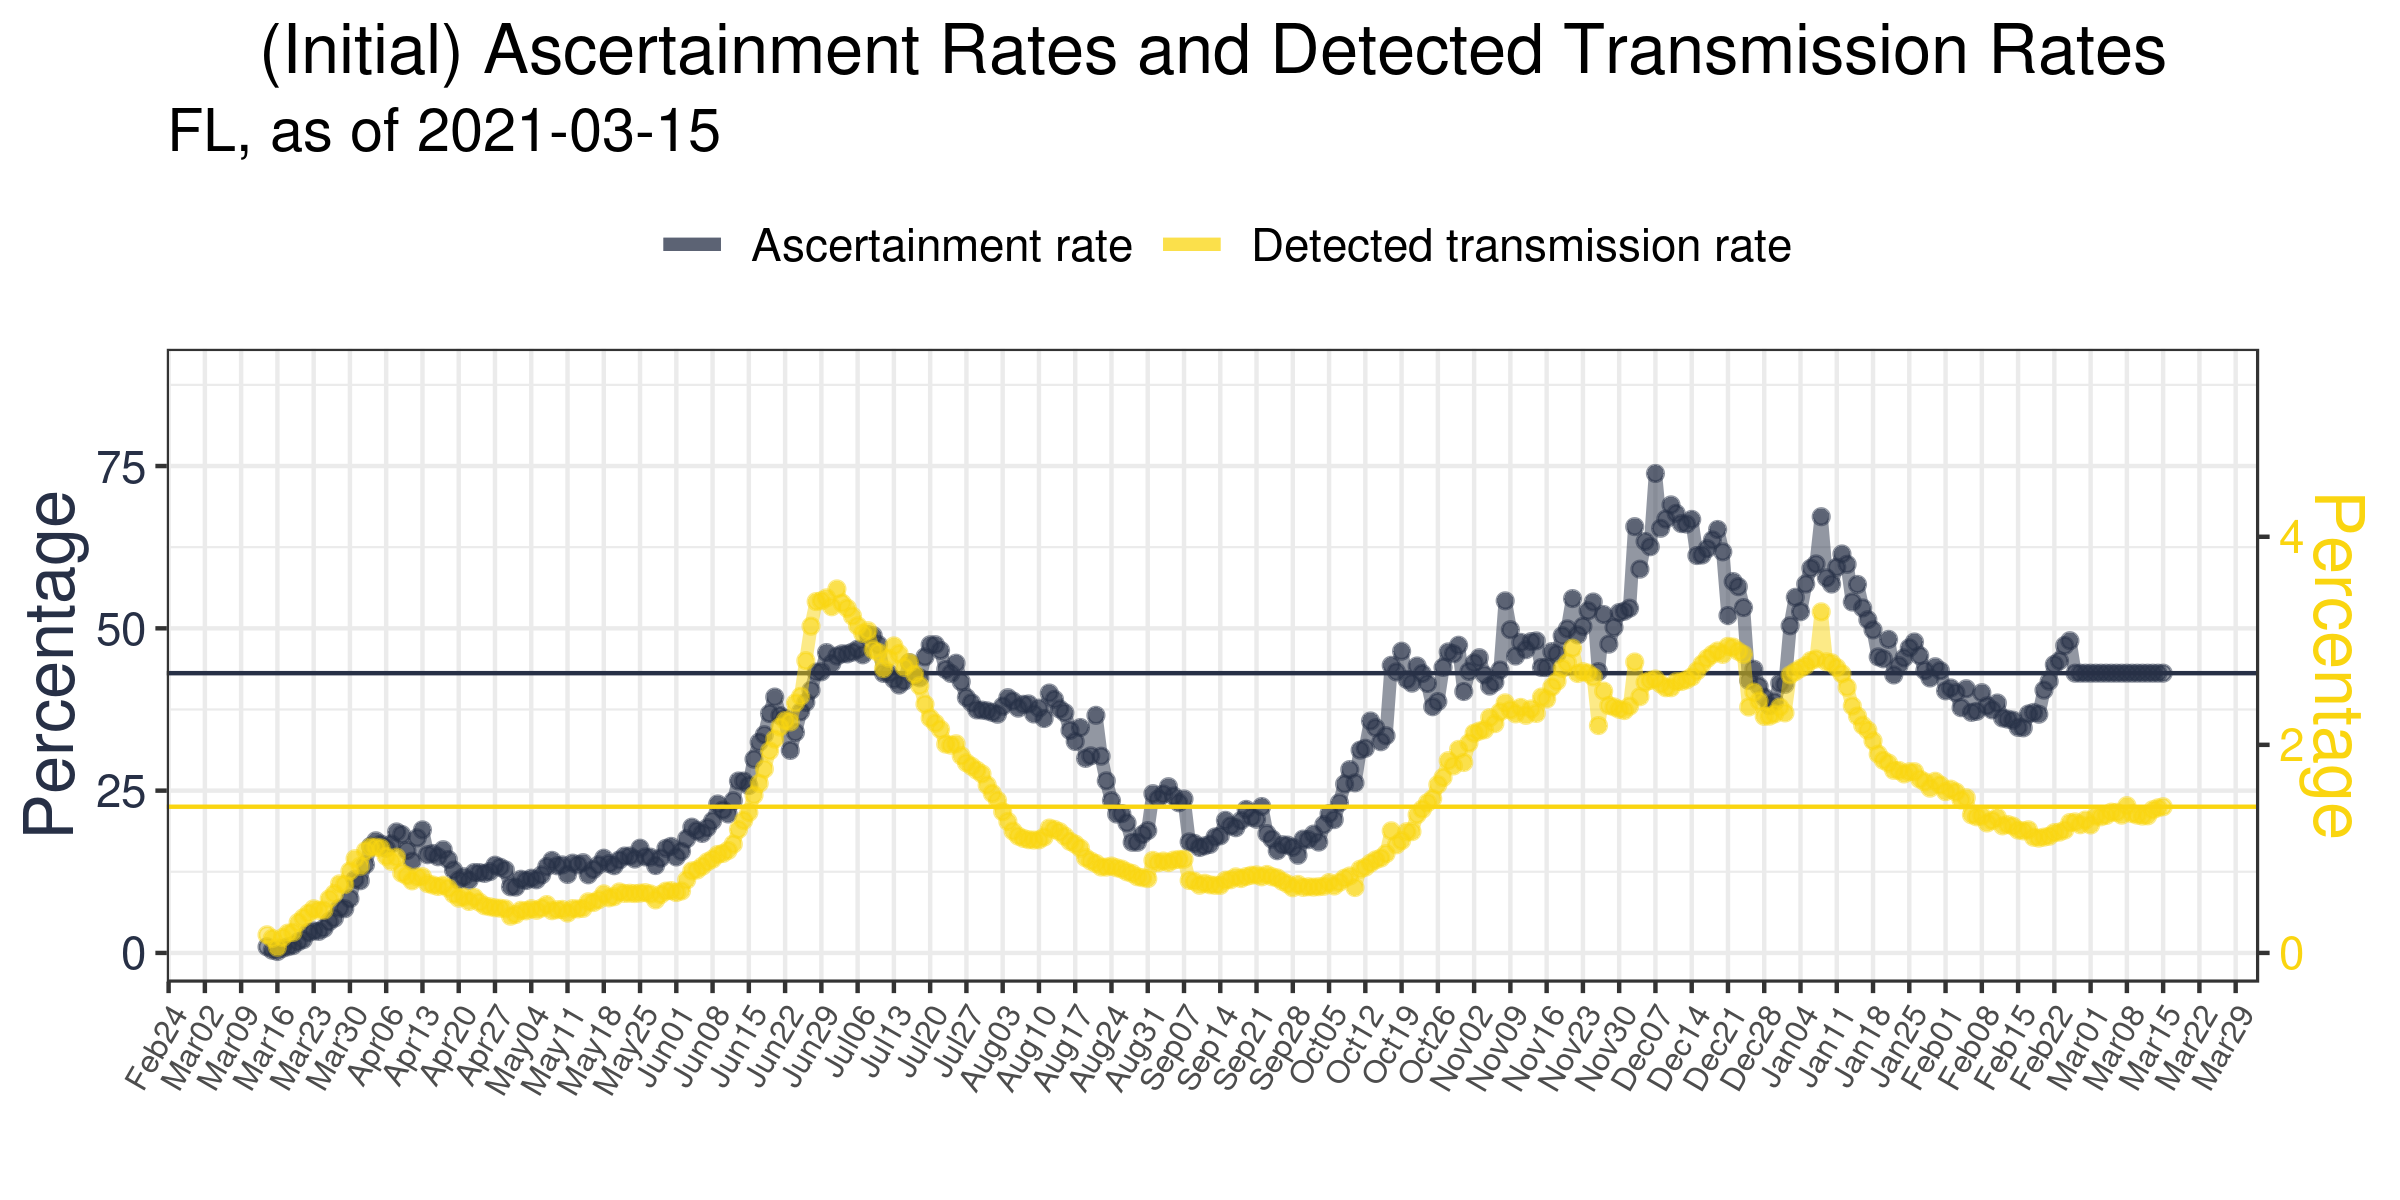 (Initial) Ascertainment Rates and Detected Transmission Rates
FL, as of 2021-03-15
Ascertainment rate Detected transmission rate
Percentage
75
50
25
0
4
2
0
Percentage
Feb24 Mar02 Mar09 Mar16 Mar23 Mar30 Apr06 Apr13 Apr20 Apr27 May04 May11 May18 May25 Jun01 Jun08 Jun15 Jun22 Jun29 Jul06 Jul13 Jul20 Jul27 Aug03 Aug10 Aug17 Aug24 Aug31 Sep07 Sep14 Sep21 Sep28 Oct05 Oct12 Oct19 Oct26 Nov02 Nov09 Nov16 Nov23 Nov30 Dec07 Dec14 Dec21 Dec28 Jan04 Jan11 Jan18 Jan25 Feb01 Feb08 Feb15 Feb22 Mar01 Mar08 Mar15 Mar22 Mar29